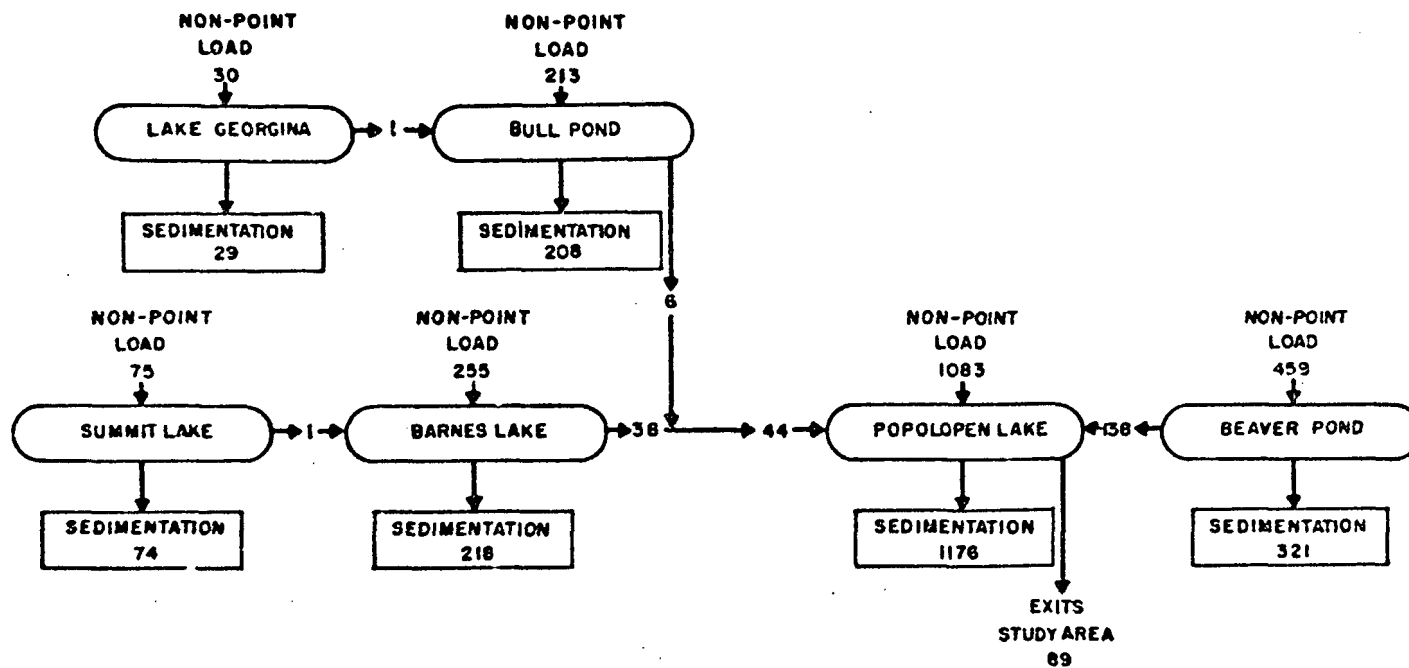 NON-POINT
LOAD
30
NON-POINT
LOAD
213
LAKE GEORGINA
1
BULL POND
SEDIMENTATION
29
SEDIMENTATION
208
6
NON-POINT
LOAD
75
NON-POINT
LOAD
255
NON-POINT
LOAD
1083
NON-POINT
LOAD
459
SUMMIT LAKE
1
BARNES LAKE
38
44
POPOLOPEN LAKE
138
BEAVER POND
SEDIMENTATION
74
SEDIMENTATION
218
SEDIMENTATION
1176
SEDIMENTATION
321
EXITS
STUDY AREA
89